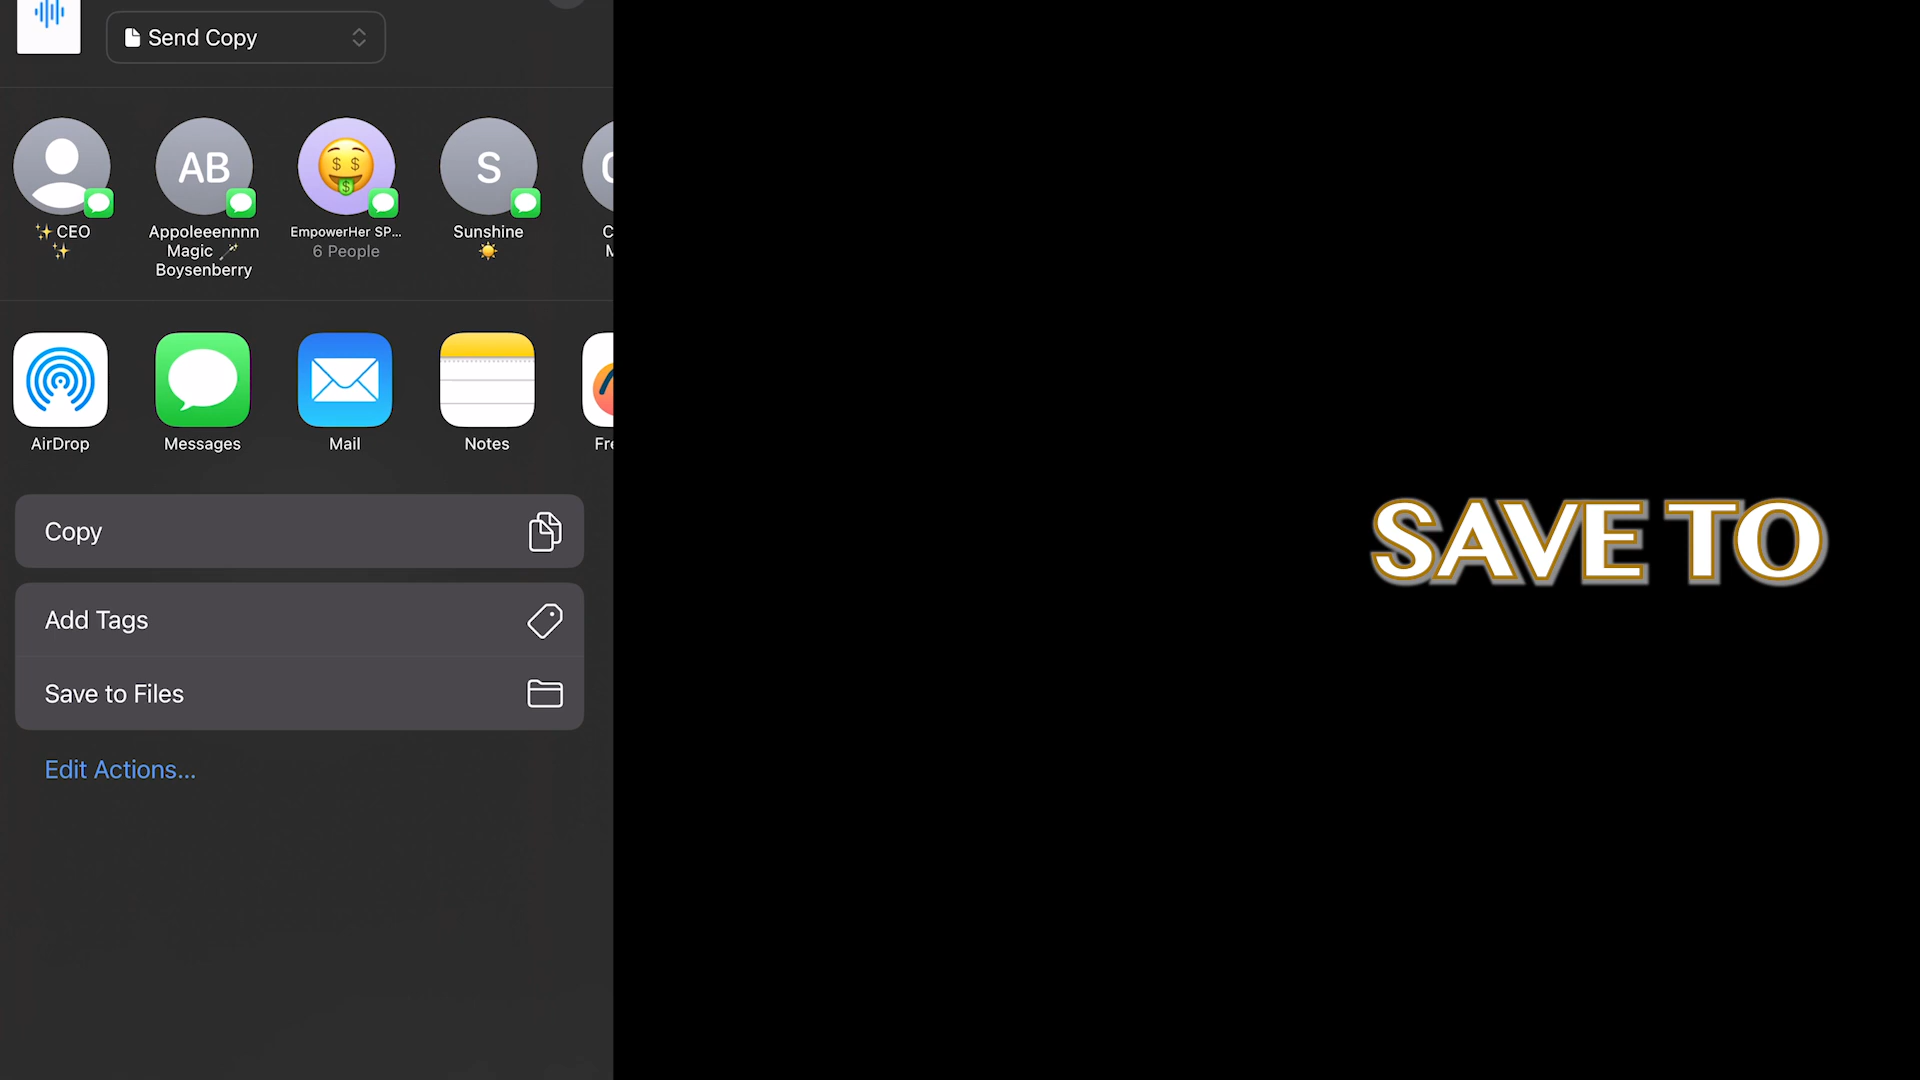 Send Copy
AB
S
✨ CEO
✨
Appoleeennnn
Magic 🪄
Boysenberry
EmpowerHer SP...
6 People
Sunshine
☀️
AirDrop
Messages
Mail
Notes
Copy
Add Tags
Save to Files
Edit Actions...
SAVE TO